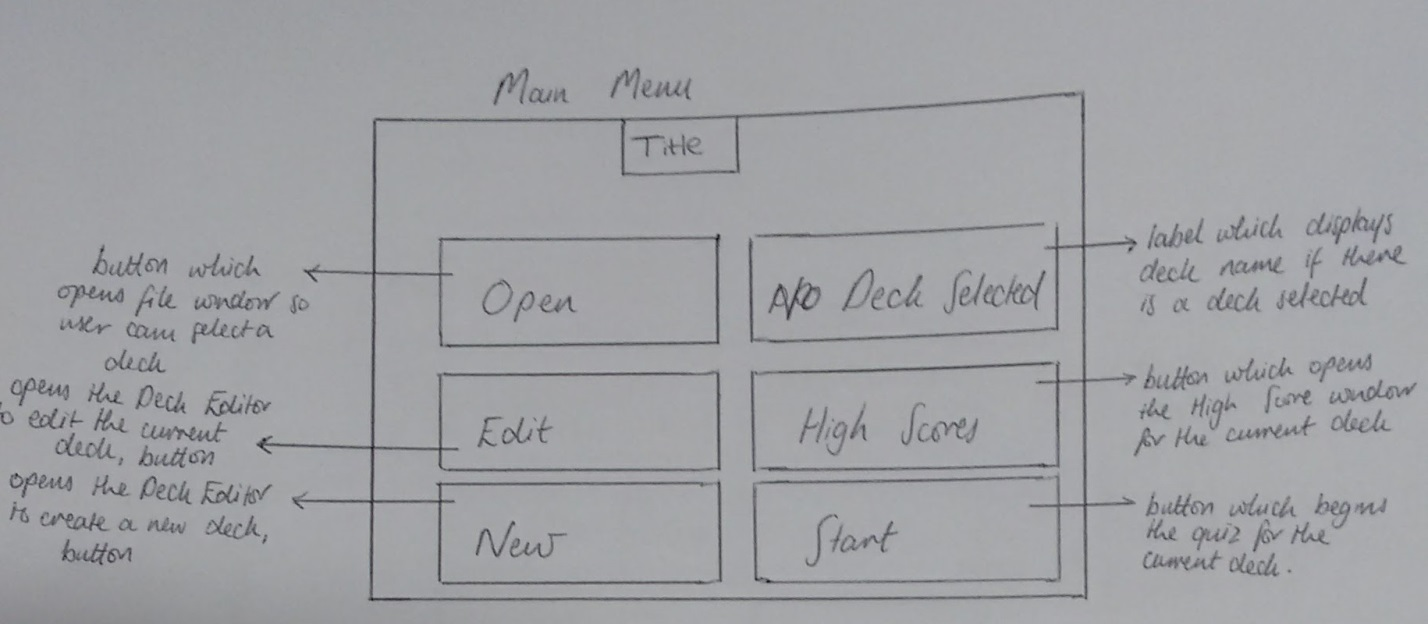 Main Menu
Title
button which
opens file window so
user can select a
deck
Open
No Deck Selected
label which displays
deck name if there
is a deck selected
opens the Deck Editor
to edit the current
deck, button
Edit
High Scores
button which opens
the High Score window
for the current deck
opens the Deck Editor
to create a new deck,
button
New
Start
button which begins
the quiz for the
current deck.